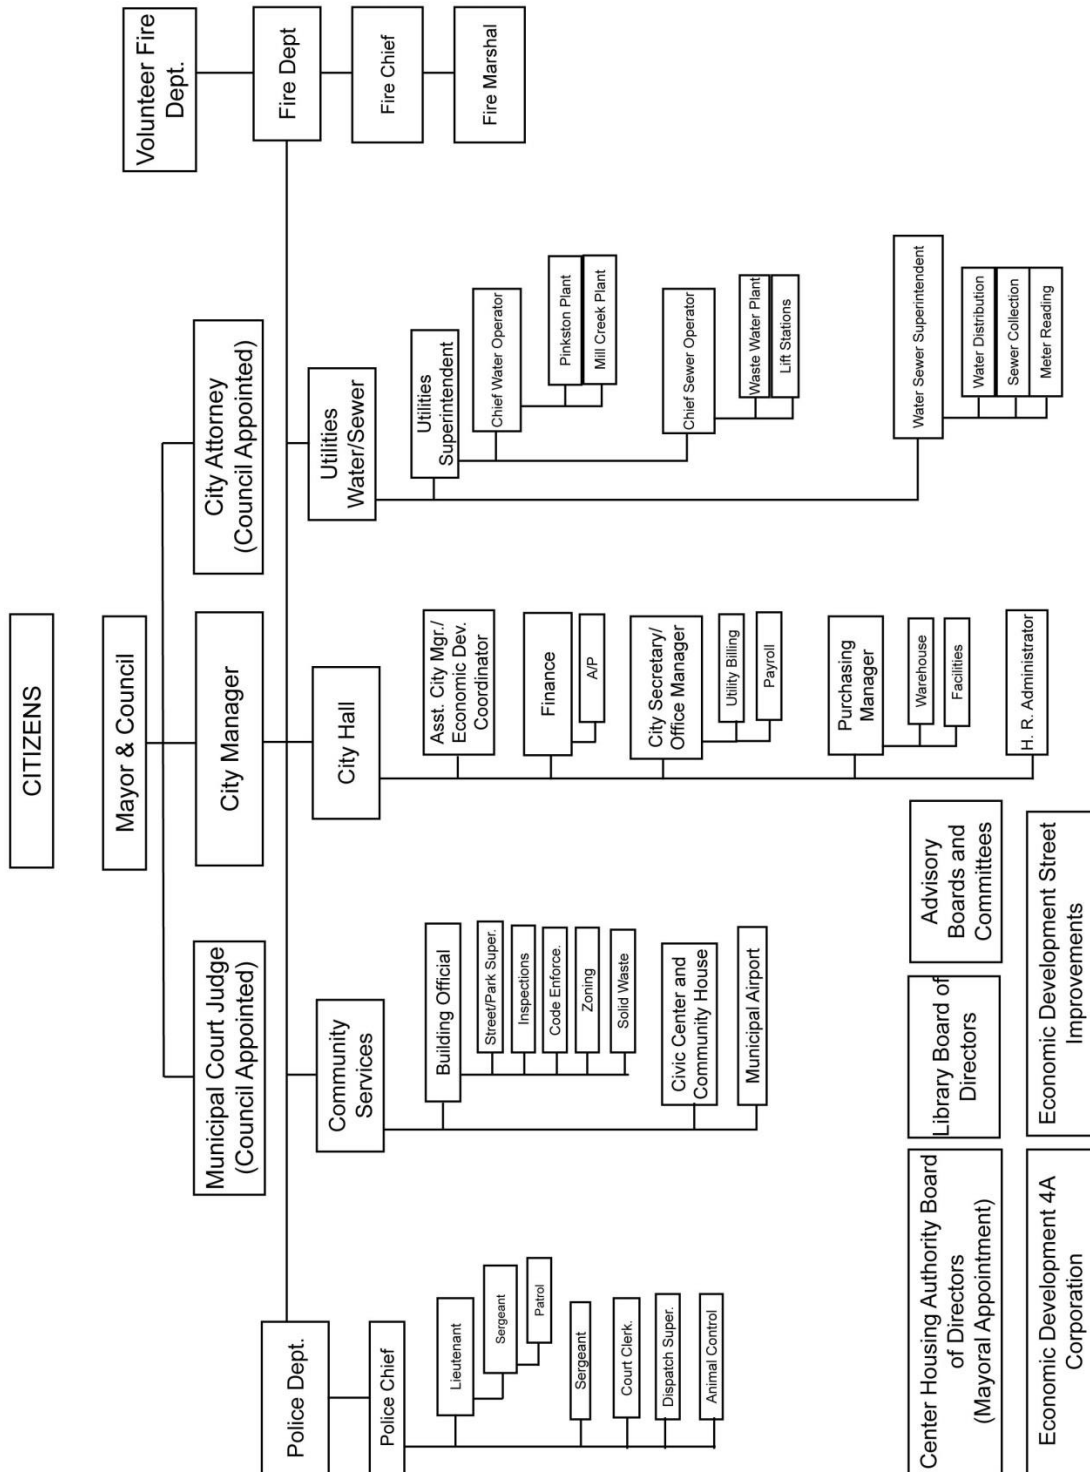 CITIZENS
Mayor & Council
Municipal Court Judge
(Council Appointed)
City Manager
City Attorney
(Council Appointed)
Volunteer Fire
Dept.
Police Dept.
Police Chief
Lieutenant
Sergeant
Patrol
Sergeant
Court Clerk.
Dispatch Super.
Animal Control
Community
Services
Building Official
Street/Park Super.
Inspections
Code Enforce.
Zoning
Solid Waste
Civic Center and
Community House
Municipal Airport
City Hall
Asst. City Mgr./
Economic Dev.
Coordinator
Finance
A/P
City Secretary/
Office Manager
Utility Billing
Payroll
Purchasing
Manager
Warehouse
Facilities
H. R. Administrator
Utilities
Water/Sewer
Utilities
Superintendent
Chief Water Operator
Pinkston Plant
Mill Creek Plant
Chief Sewer Operator
Waste Water Plant
Lift Stations
Water Sewer Superintendent
Water Distribution
Sewer Collection
Meter Reading
Fire Dept
Fire Chief
Fire Marshal
Center Housing Authority Board
of Directors
(Mayoral Appointment)
Library Board of
Directors
Advisory
Boards and
Committees
Economic Development 4A
Corporation
Economic Development Street
Improvements